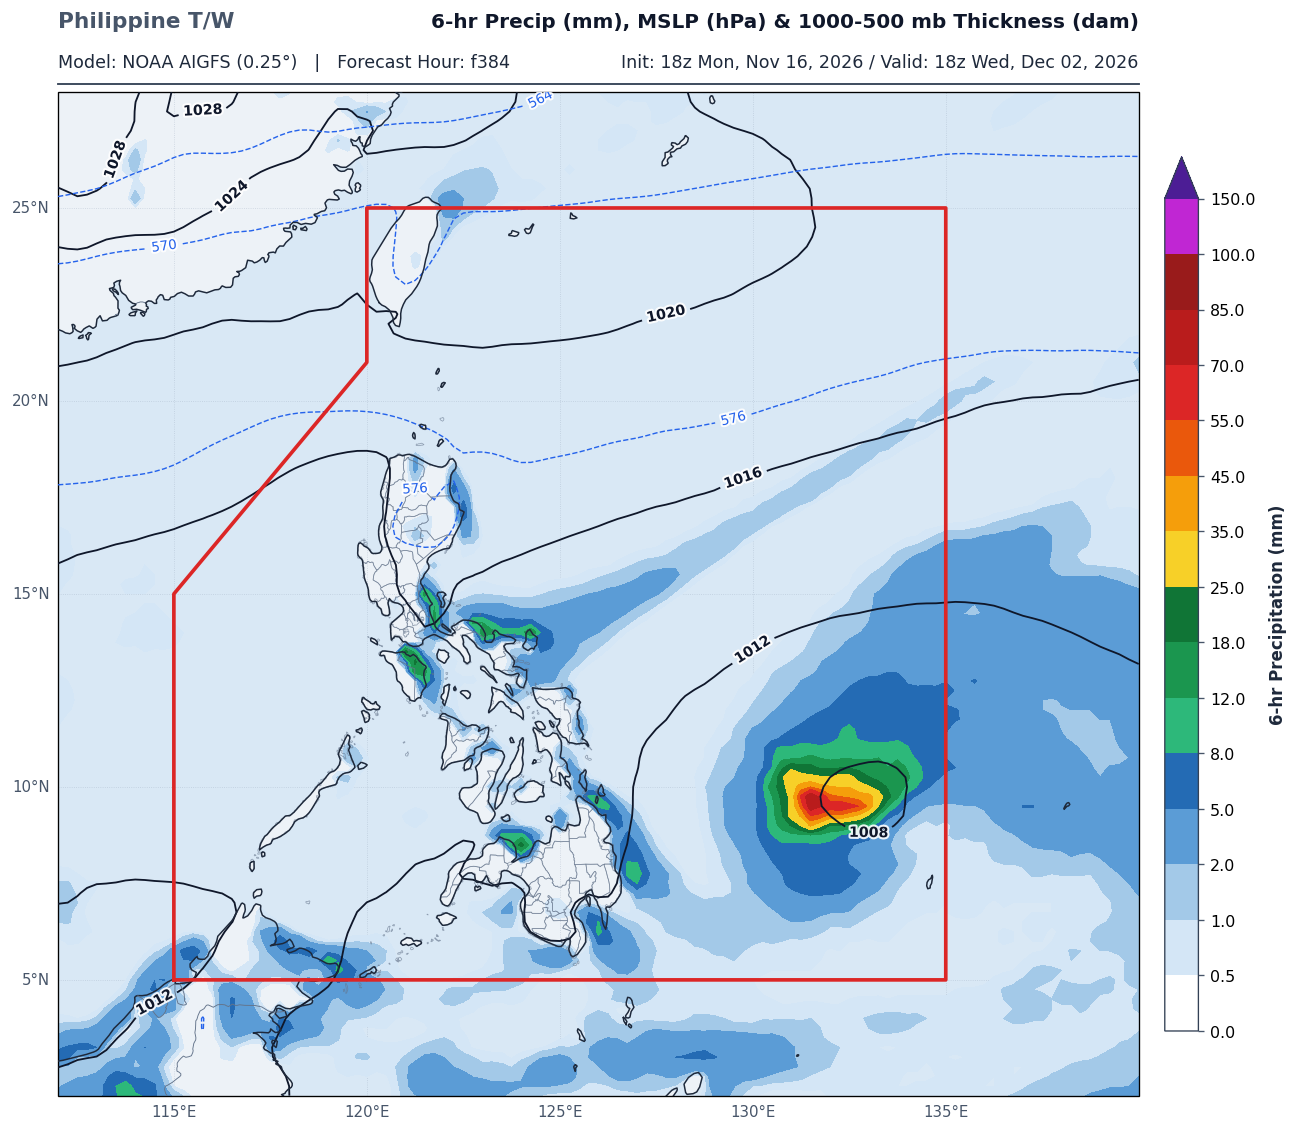 Philippine T/W
6-hr Precip (mm), MSLP (hPa) & 1000-500 mb Thickness (dam)
Model: NOAA AIGFS (0.25°) | Forecast Hour: f384
Init: 18z Mon, Nov 16, 2026 / Valid: 18z Wed, Dec 02, 2026
1028
564
1028
1024
570
1020
576
1016
576
1012
1008
1012
25°N
20°N
15°N
10°N
5°N
115°E
120°E
125°E
130°E
135°E
150.0
100.0
85.0
70.0
55.0
45.0
35.0
25.0
18.0
12.0
8.0
5.0
2.0
1.0
0.5
0.0
6-hr Precipitation (mm)